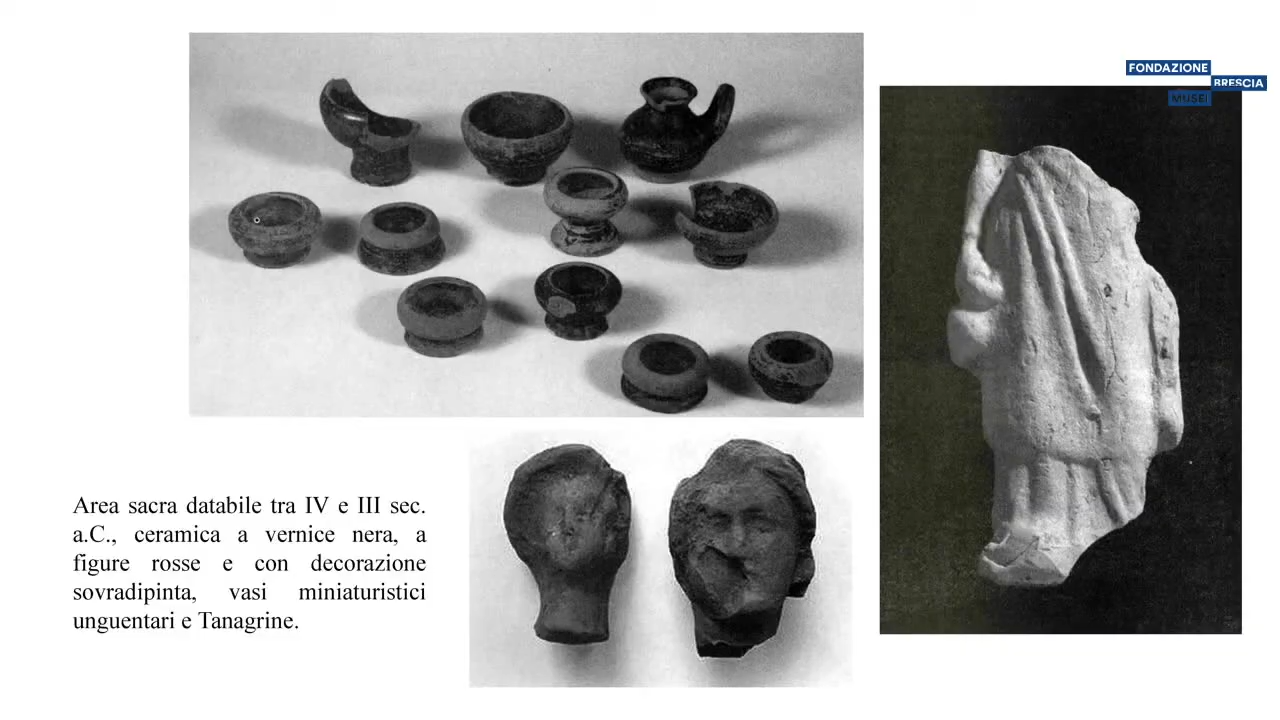 FONDAZIONE
BRESCIA
MUSEI
Area sacra databile tra IV e III sec.
a.C., ceramica a vernice nera, a
figure rosse e con decorazione
sovradipinta, vasi miniaturistici
unguentari e Tanagrine.